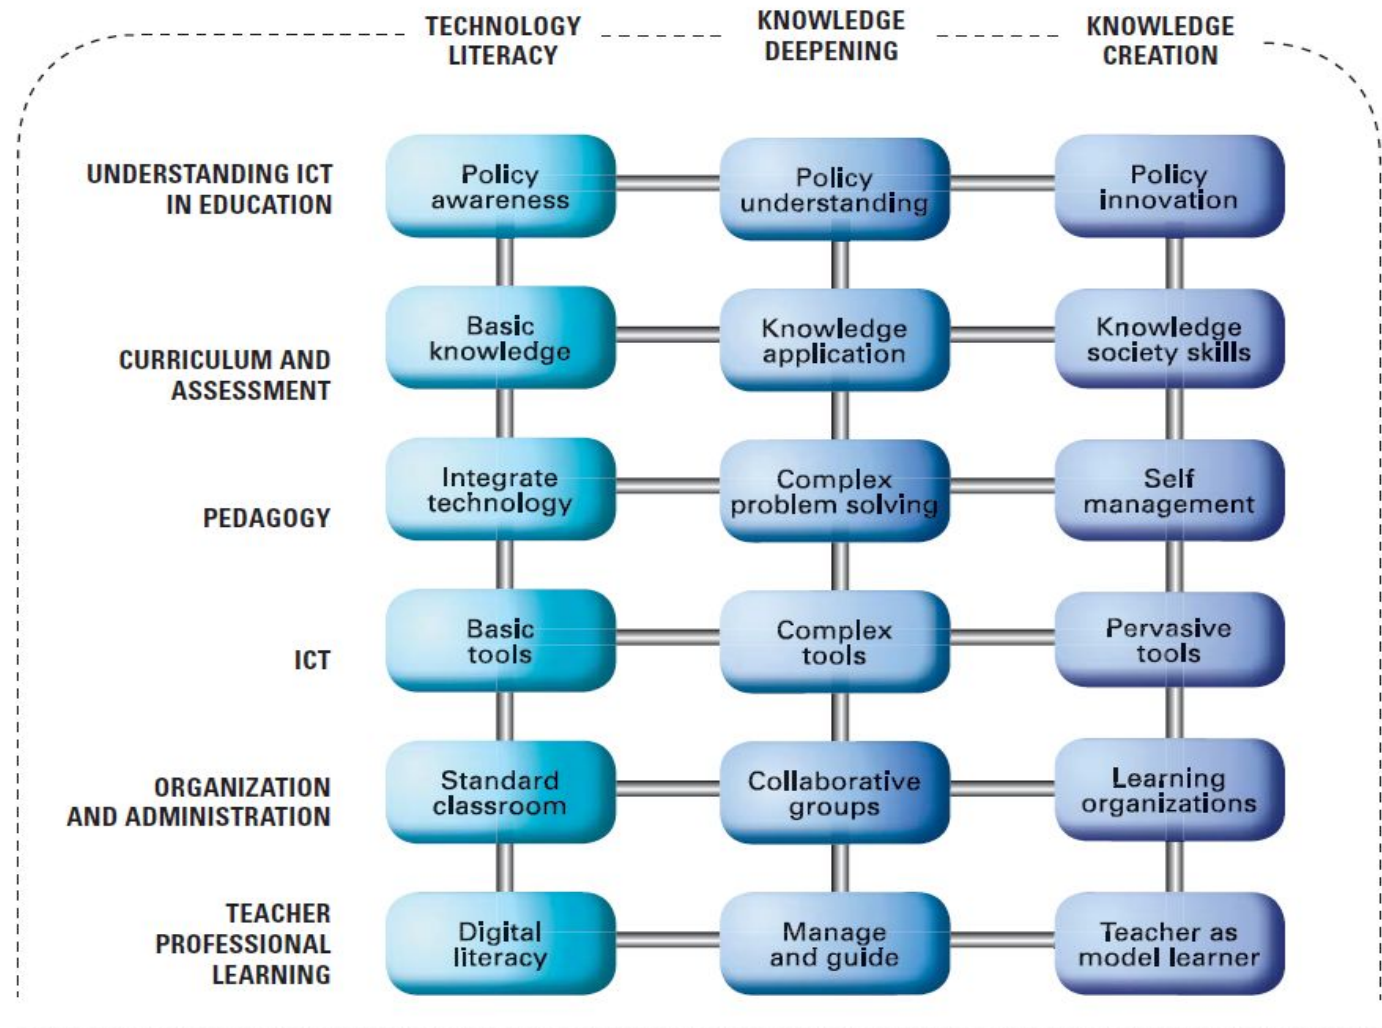 TECHNOLOGY
LITERACY
KNOWLEDGE
DEEPENING
KNOWLEDGE
CREATION
UNDERSTANDING ICT
IN EDUCATION
Policy
awareness
Policy
understanding
Policy
innovation
CURRICULUM AND
ASSESSMENT
Basic
knowledge
Knowledge
application
Knowledge
society skills
PEDAGOGY
Integrate
technology
Complex
problem solving
Self
management
ICT
Basic
tools
Complex
tools
Pervasive
tools
ORGANIZATION
AND ADMINISTRATION
Standard
classroom
Collaborative
groups
Learning
organizations
TEACHER
PROFESSIONAL
LEARNING
Digital
literacy
Manage
and guide
Teacher as
model learner